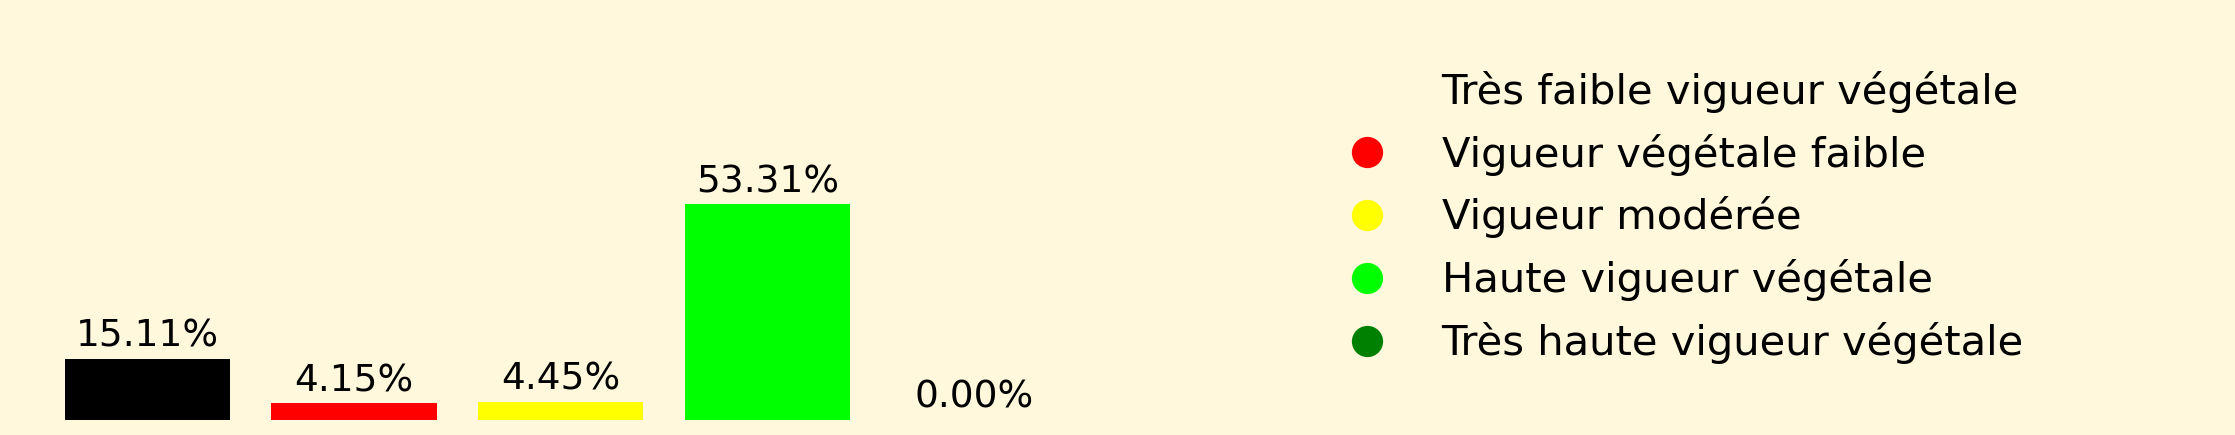 15.11%
4.15%
4.45%
53.31%
0.00%
Très faible vigueur végétale
Vigueur végétale faible
Vigueur modérée
Haute vigueur végétale
Très haute vigueur végétale